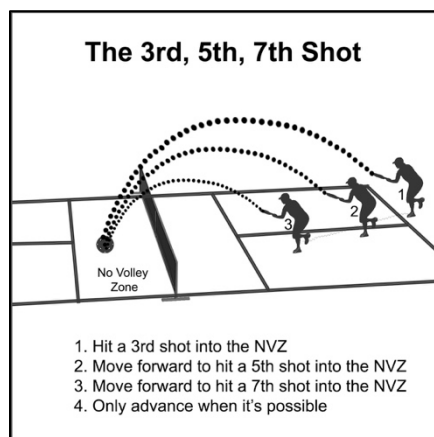 The 3rd, 5th, 7th Shot
1
2
3
No Volley
Zone
1. Hit a 3rd shot into the NVZ
2. Move forward to hit a 5th shot into the NVZ
3. Move forward to hit a 7th shot into the NVZ
4. Only advance when it's possible